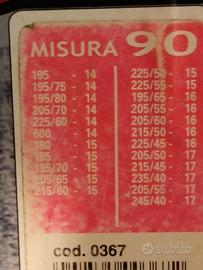 MISURA 90
195 - 14
195/75 - 14
195/80 - 14
205/70 - 14
225/60 - 14
600 - 14
180 - 15
185 - 15
195/70 - 15
205/65 - 15
215/60 - 15
225/50 - 15
225/55 - 15
195/65 - 16
205/55 - 16
205/60 - 16
215/50 - 16
225/45 - 16
205/50 - 17
215/45 - 17
235/40 - 17
205/55 - 17
245/40 - 17
cod. 0367
subito